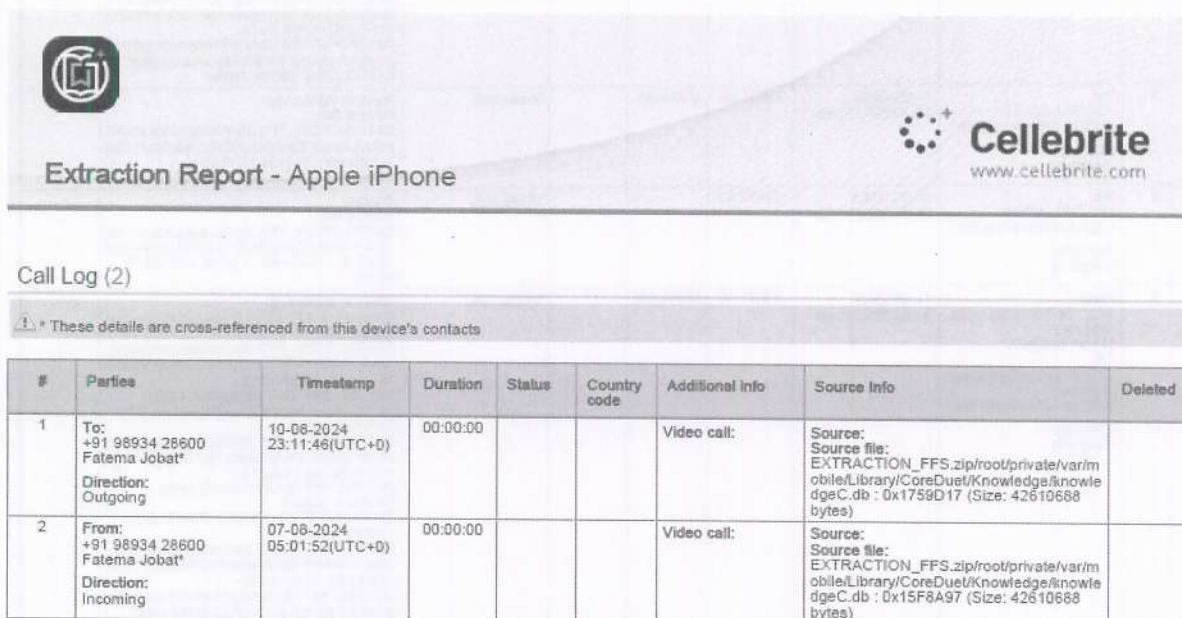 Cellebrite
www.cellebrite.com
Extraction Report - Apple iPhone
Call Log (2)
* These details are cross-referenced from this device's contacts
# Parties Timestamp Duration Status Country code Additional info Source Info Deleted
1
To:
+91 98934 28600
Fatema Jobat*
Direction:
Outgoing
10-08-2024
23:11:46(UTC+0)
00:00:00
Video call:
Source:
Source file:
EXTRACTION_FFS.zip/root/private/var/m
obile/Library/CoreDuet/Knowledge/knowle
dgeC.db : 0x1759D17 (Size: 42610688
bytes)
2
From:
+91 98934 28600
Fatema Jobat*
Direction:
Incoming
07-08-2024
05:01:52(UTC+0)
00:00:00
Video call:
Source:
Source file:
EXTRACTION_FFS.zip/root/private/var/m
obile/Library/CoreDuet/Knowledge/knowle
dgeC.db : 0x15F8A97 (Size: 42610688
bytes)